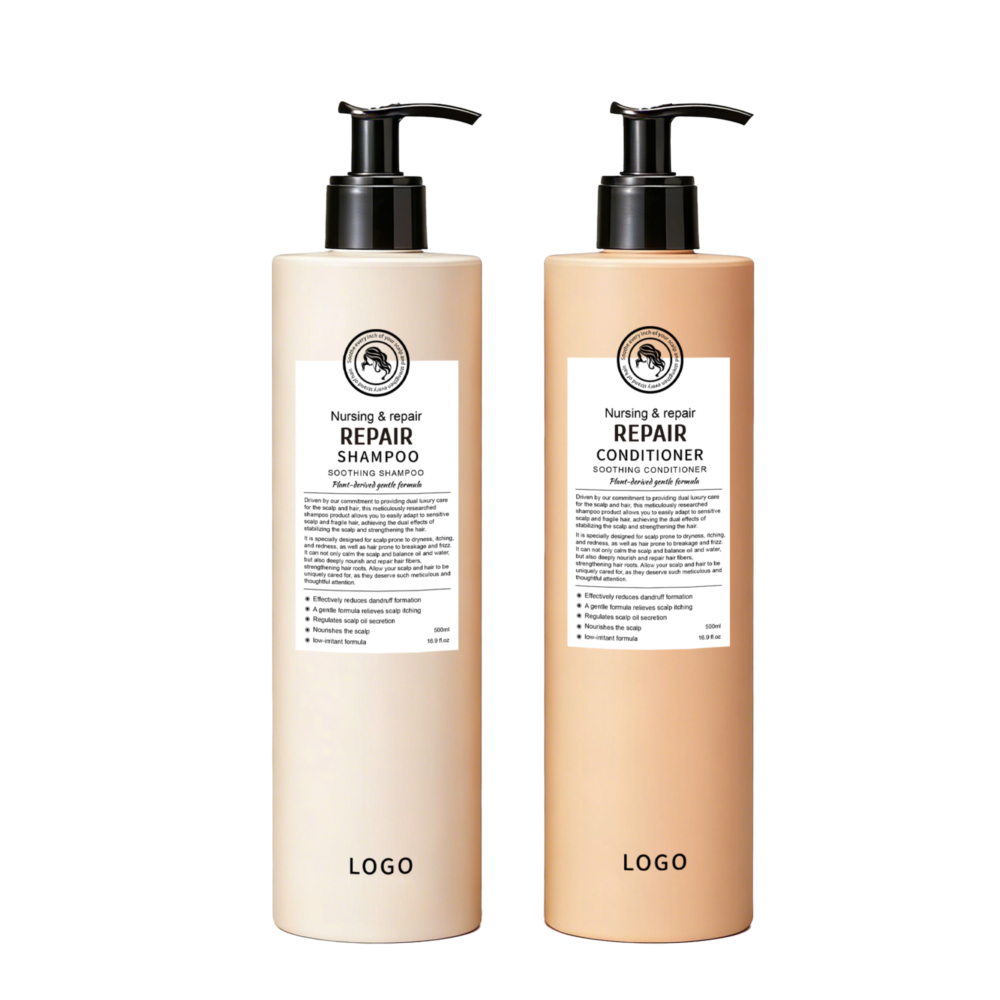 Soothe every inch of your scalp and strengthen every strand of hair.
Nursing & repair
REPAIR
SHAMPOO
SOOTHING SHAMPOO
Plant-derived gentle formula
Driven by our commitment to providing dual luxury care
for the scalp and hair, this meticulously researched
shampoo product allows you to easily adapt to sensitive
scalp and fragile hair, achieving the dual effects of
stabilizing the scalp and strengthening the hair.
It is specially designed for scalp prone to dryness, itching,
and redness, as well as hair prone to breakage and frizz.
It can not only calm the scalp and balance oil and water,
but also deeply nourish and repair hair fibers,
strengthening hair roots. Allow your scalp and hair to be
uniquely cared for, as they deserve such meticulous and
thoughtful attention.
Effectively reduces dandruff formation
A gentle formula relieves scalp itching
Regulates scalp oil secretion
Nourishes the scalp
500ml
low-irritant formula
16.9 fl.oz
LOGO
Soothe every inch of your scalp and strengthen every strand of hair.
Nursing & repair
REPAIR
CONDITIONER
SOOTHING CONDITIONER
Plant-derived gentle formula
Driven by our commitment to providing dual luxury care
for the scalp and hair, this meticulously researched
shampoo product allows you to easily adapt to sensitive
scalp and fragile hair, achieving the dual effects of
stabilizing the scalp and strengthening the hair.
It is specially designed for scalp prone to dryness, itching,
and redness, as well as hair prone to breakage and frizz.
It can not only calm the scalp and balance oil and water,
but also deeply nourish and repair hair fibers,
strengthening hair roots. Allow your scalp and hair to be
uniquely cared for, as they deserve such meticulous and
thoughtful attention.
Effectively reduces dandruff formation
A gentle formula relieves scalp itching
Regulates scalp oil secretion
Nourishes the scalp
500ml
low-irritant formula
16.9 fl.oz
LOGO